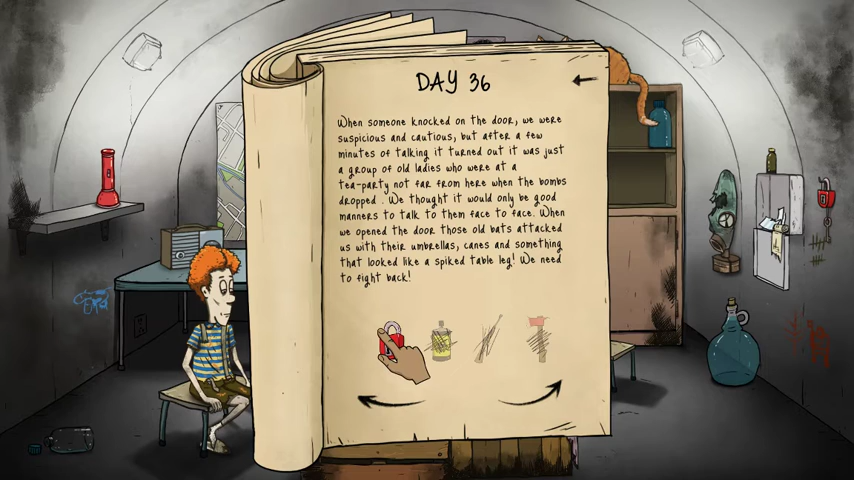 DAY 36
When someone knocked on the door, we were
suspicious and cautious, but after a few
minutes of talking it turned out it was just
a group of old ladies who were at a
tea-party not far from here when the bombs
dropped . We thought it would only be good
manners to talk to them face to face. When
we opened the door those old bats attacked
us with their umbrellas, canes and something
that looked like a spiked table leg! We need
to fight back!